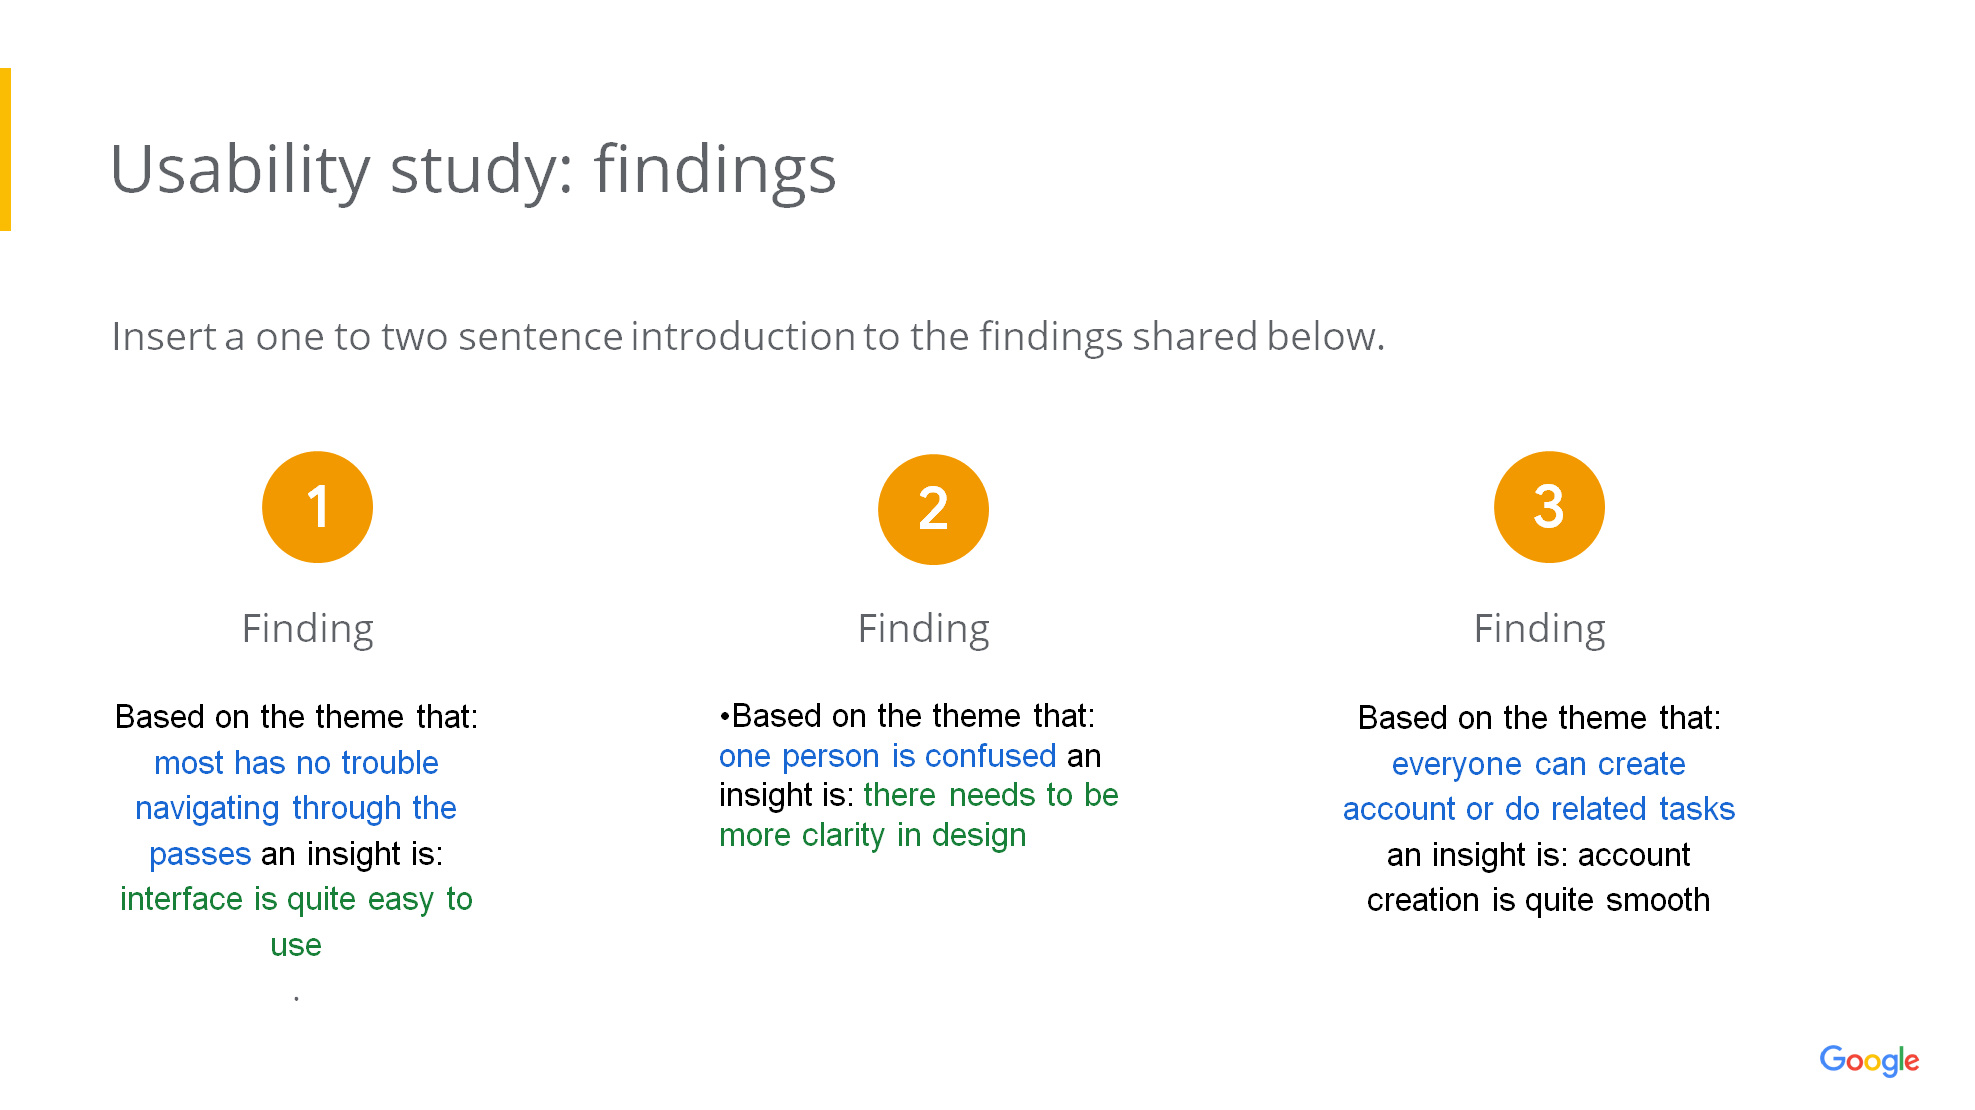 Usability study: findings
Insert a one to two sentence introduction to the findings shared below.
1
Finding
Based on the theme that:
most has no trouble
navigating through the
passes an insight is:
interface is quite easy to
use
.
2
Finding
•Based on the theme that:
one person is confused an
insight is: there needs to be
more clarity in design
3
Finding
Based on the theme that:
everyone can create
account or do related tasks
an insight is: account
creation is quite smooth
Google